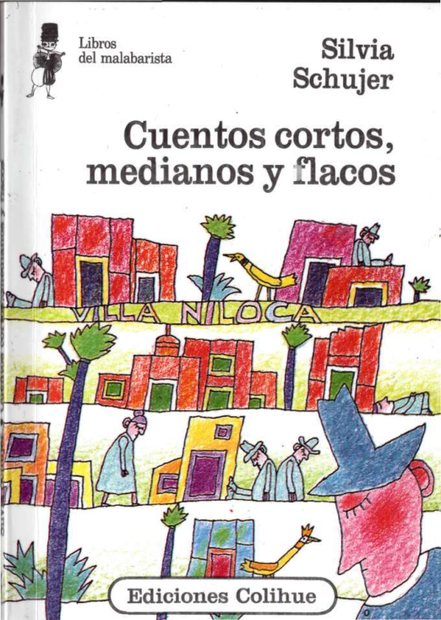 Libros
del malabarista
Silvia
Schujer
Cuentos cortos,
medianos y flacos
VILLA NILOCA
Ediciones Colihue